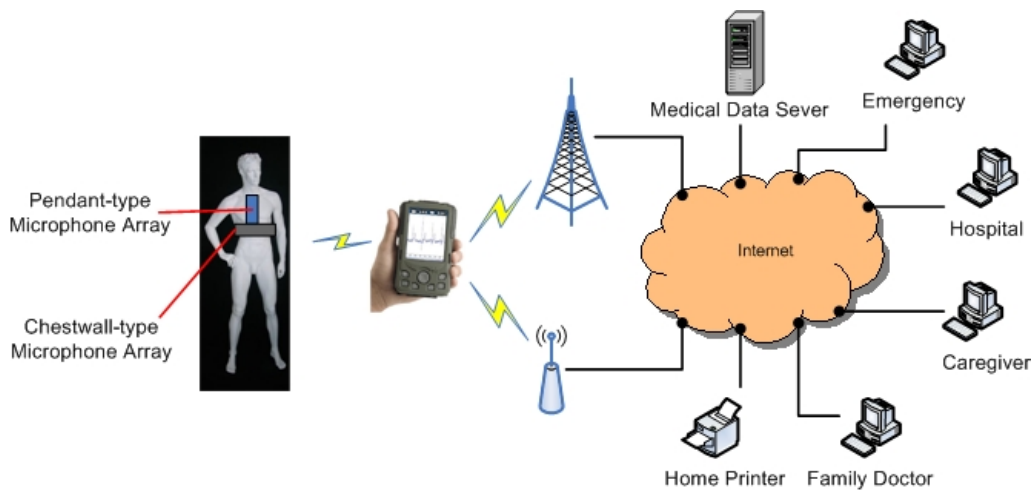 Medical Data Sever
Emergency
Pendant-type
Microphone Array
Hospital
Internet
Chestwall-type
Microphone Array
Caregiver
Home Printer
Family Doctor